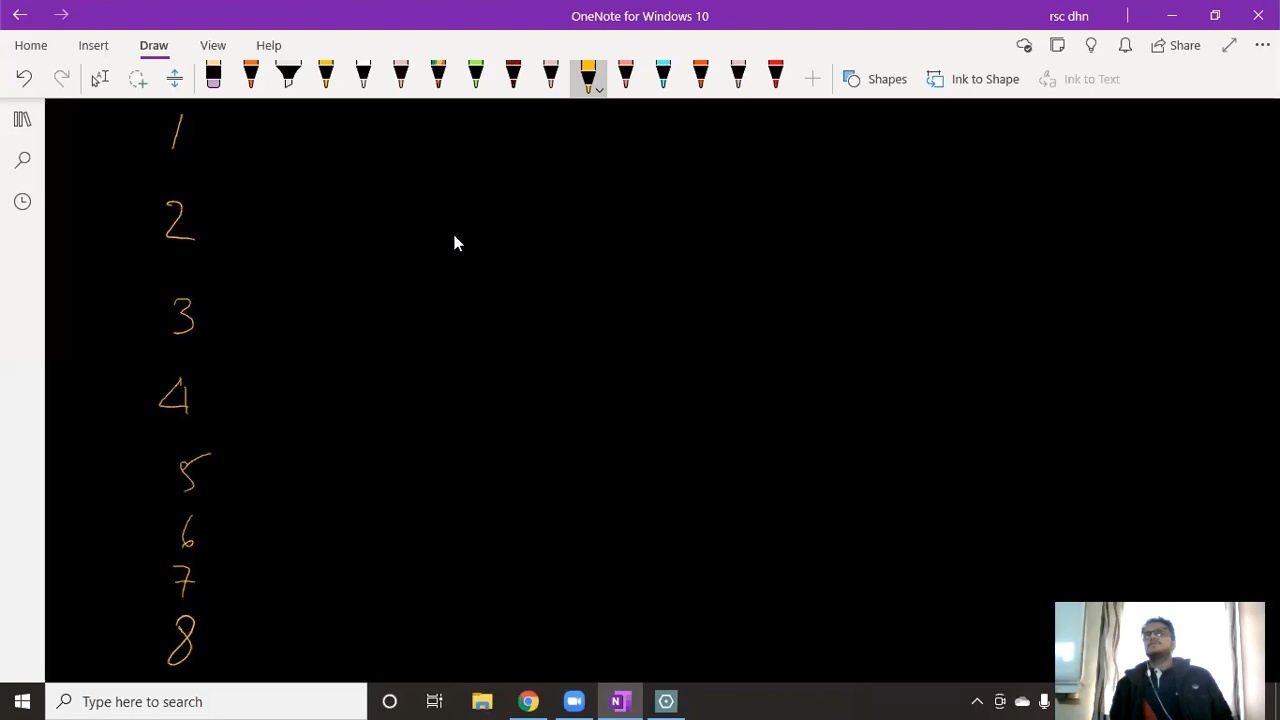 OneNote for Windows 10
rsc dhn
Home Insert Draw View Help
Share
Shapes
Ink to Shape
Ink to Text
1
2
3
4
5
6
7
8
Type here to search